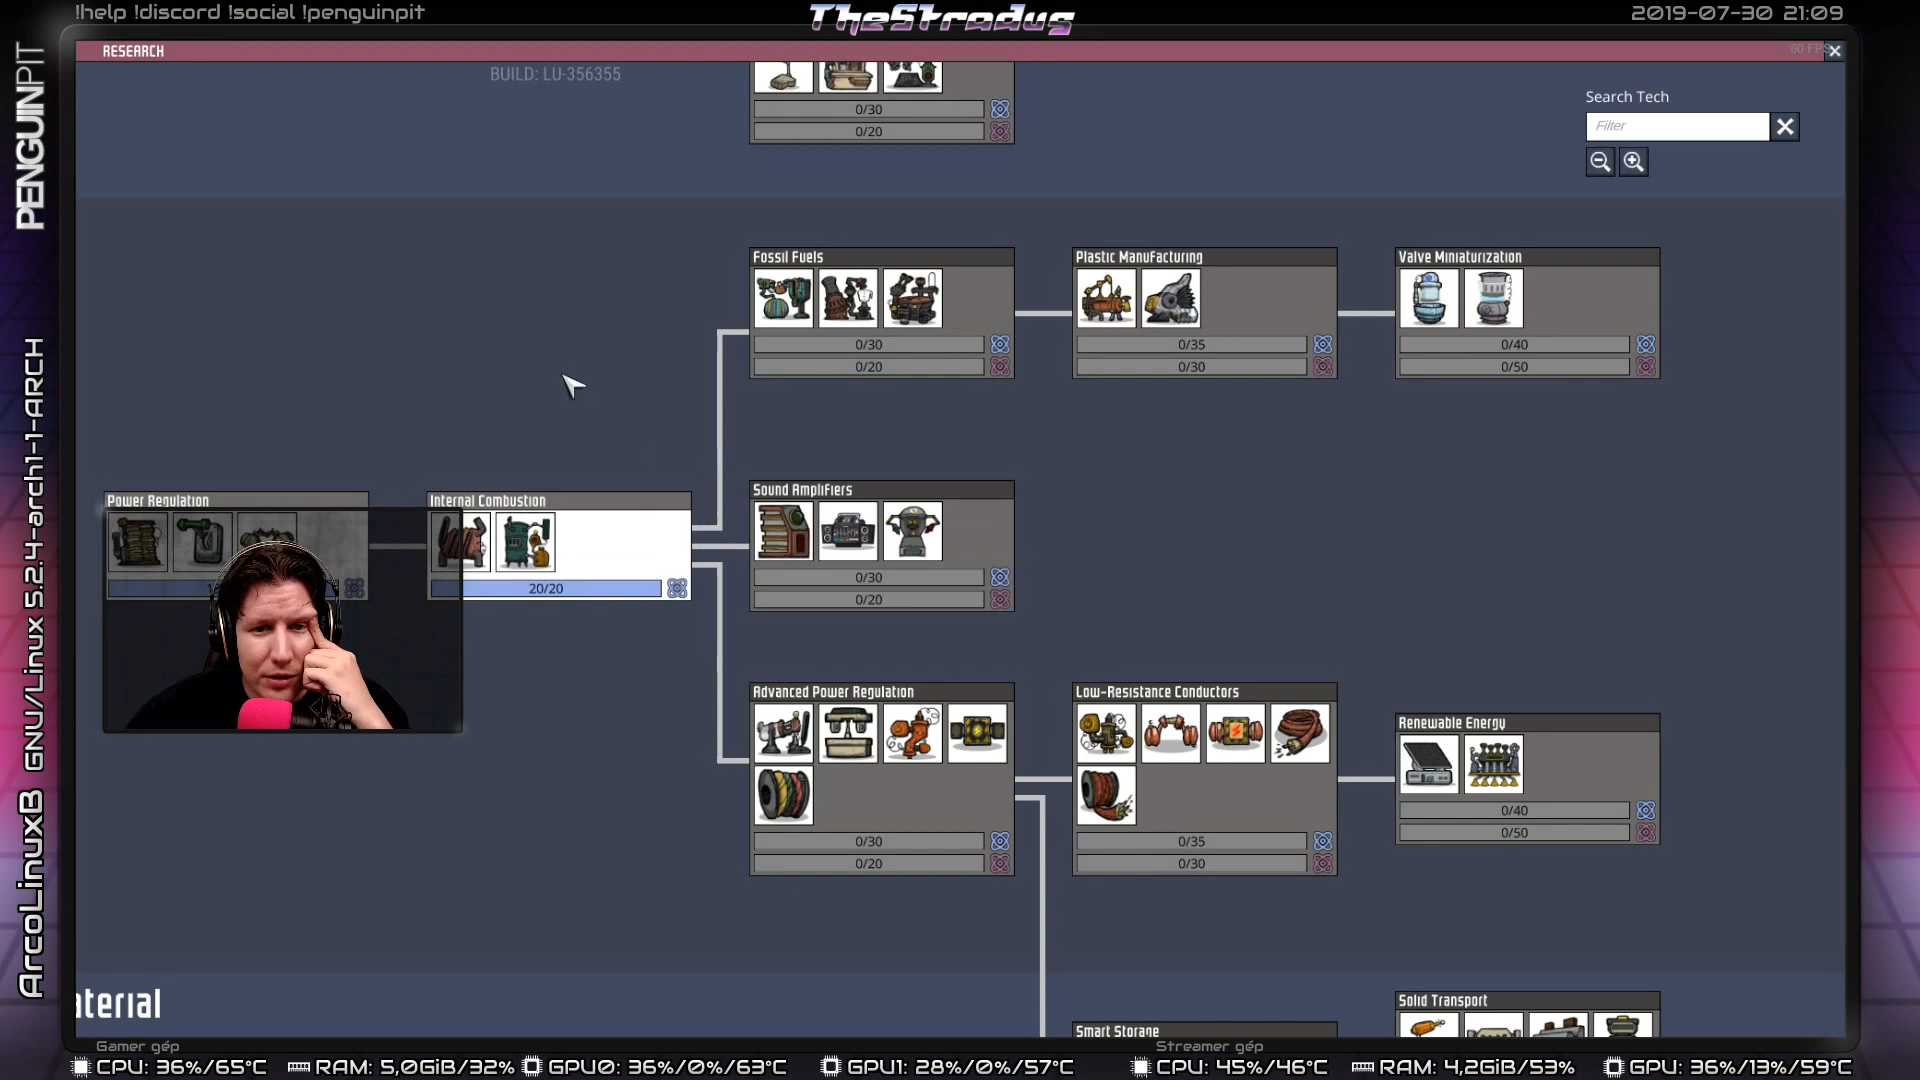 !help !discord !social !penguinpit
TheStradus
2019-07-30 21:09
RESEARCH
60 FPS
BUILD: LU-356355
0/30
0/20
Search Tech
Filter
PENGUINPIT
ArcoLinuxB GNU/Linux 5.2.4-arch1-1-ARCH
Fossil Fuels
0/30
0/20
Plastic Manufacturing
0/35
0/30
Valve Miniaturization
0/40
0/50
Power Regulation
Internal Combustion
20/20
Sound Amplifiers
0/30
0/20
Advanced Power Regulation
0/30
0/20
Low-Resistance Conductors
0/35
0/30
Renewable Energy
0/40
0/50
aterial
Smart Storage
Solid Transport
Gamer gép
Streamer gép
CPU: 36%/65°C RAM: 5,0GiB/32% GPU0: 36%/0%/63°C GPU1: 28%/0%/57°C CPU: 45%/46°C RAM: 4,2GiB/53% GPU: 36%/13%/59°C